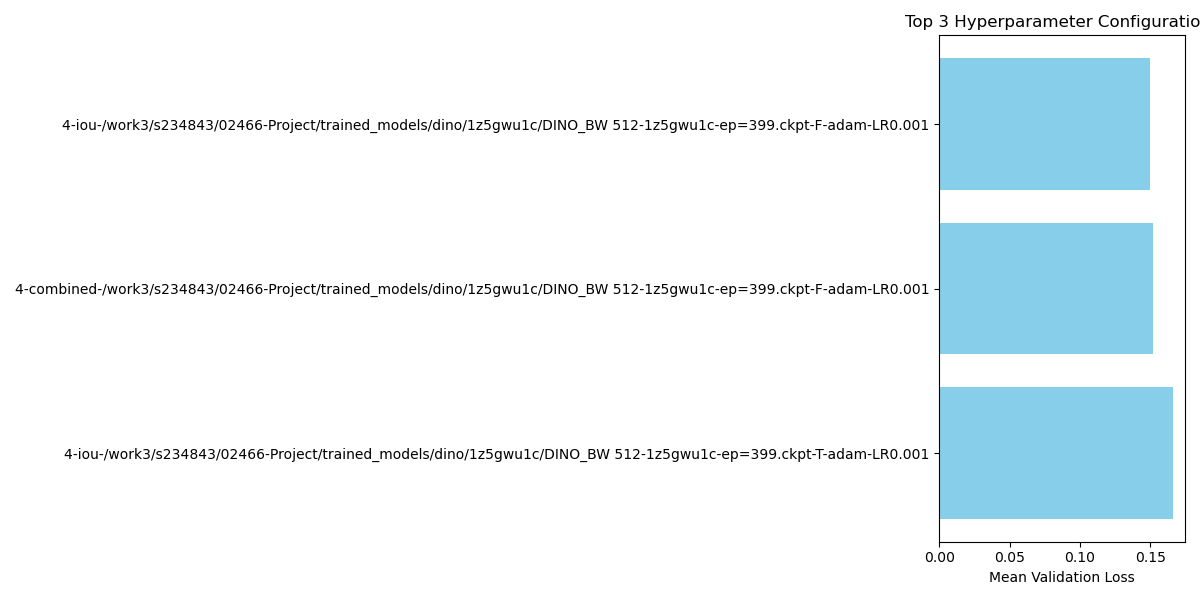 Top 3 Hyperparameter Configuratio
4-iou-/work3/s234843/02466-Project/trained_models/dino/1z5gwu1c/DINO_BW 512-1z5gwu1c-ep=399.ckpt-F-adam-LR0.001
4-combined-/work3/s234843/02466-Project/trained_models/dino/1z5gwu1c/DINO_BW 512-1z5gwu1c-ep=399.ckpt-F-adam-LR0.001
4-iou-/work3/s234843/02466-Project/trained_models/dino/1z5gwu1c/DINO_BW 512-1z5gwu1c-ep=399.ckpt-T-adam-LR0.001
0.00 0.05 0.10 0.15
Mean Validation Loss